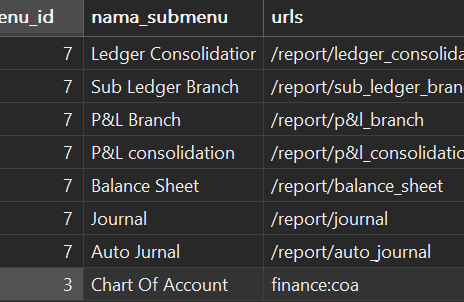 enu_id nama_submenu urls
7 Ledger Consolidation /report/ledger_consolida
7 Sub Ledger Branch /report/sub_ledger_bran
7 P&L Branch /report/p&l_branch
7 P&L consolidation /report/p&l_consolidatio
7 Balance Sheet /report/balance_sheet
7 Journal /report/journal
7 Auto Jurnal /report/auto_journal
3 Chart Of Account finance:coa